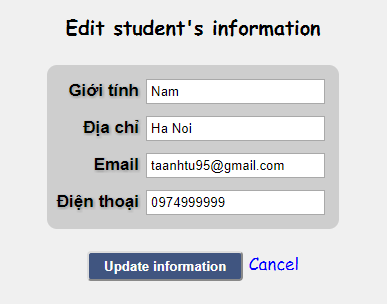 Edit student's information
Giới tính Nam
Địa chỉ Ha Noi
Email taanhtu95@gmail.com
Điện thoại 0974999999
Update information Cancel